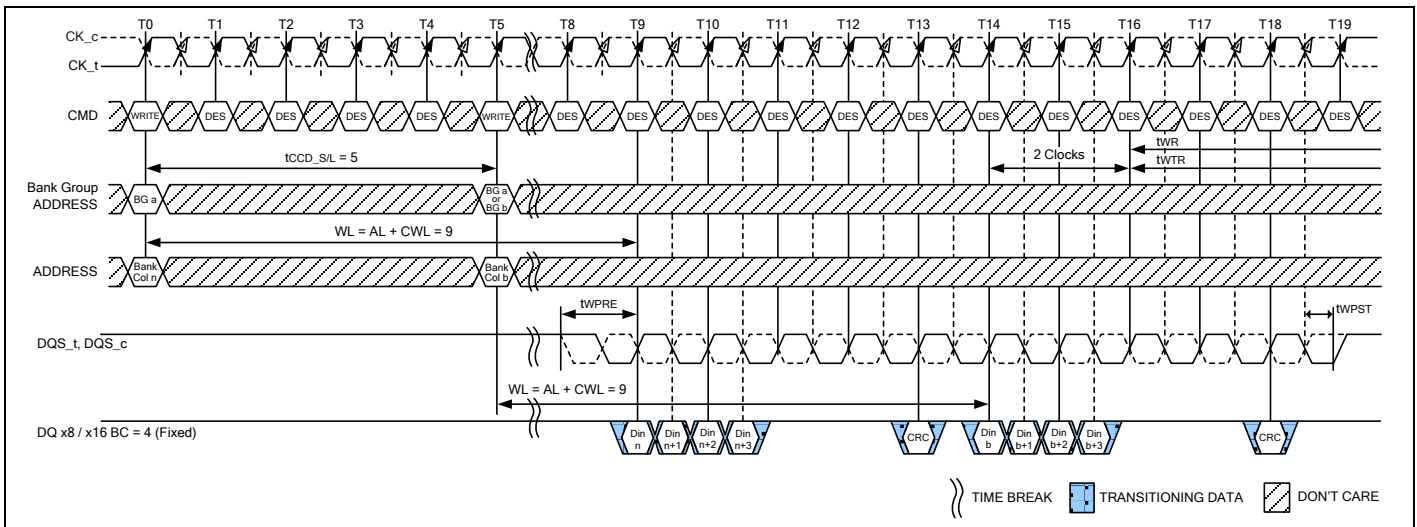 T0 T1 T2 T3 T4 T5 T8 T9 T10 T11 T12 T13 T14 T15 T16 T17 T18 T19
CK_c
CK_t
CMD WRITE DES DES DES DES WRITE DES DES DES DES DES DES DES DES DES DES DES DES
tCCD_S/L = 5
2 Clocks
tWR
tWTR
Bank Group
ADDRESS
BG a
BG a
or
BG b
WL = AL + CWL = 9
ADDRESS
Bank
Col n
Bank
Col b
tWPRE
tWPST
DQS_t, DQS_c
WL = AL + CWL = 9
DQ x8 / x16 BC = 4 (Fixed)
Din
n
Din
n+1
Din
n+2
Din
n+3
CRC
Din
b
Din
b+1
Din
b+2
Din
b+3
CRC
TIME BREAK
TRANSITIONING DATA
DON'T CARE